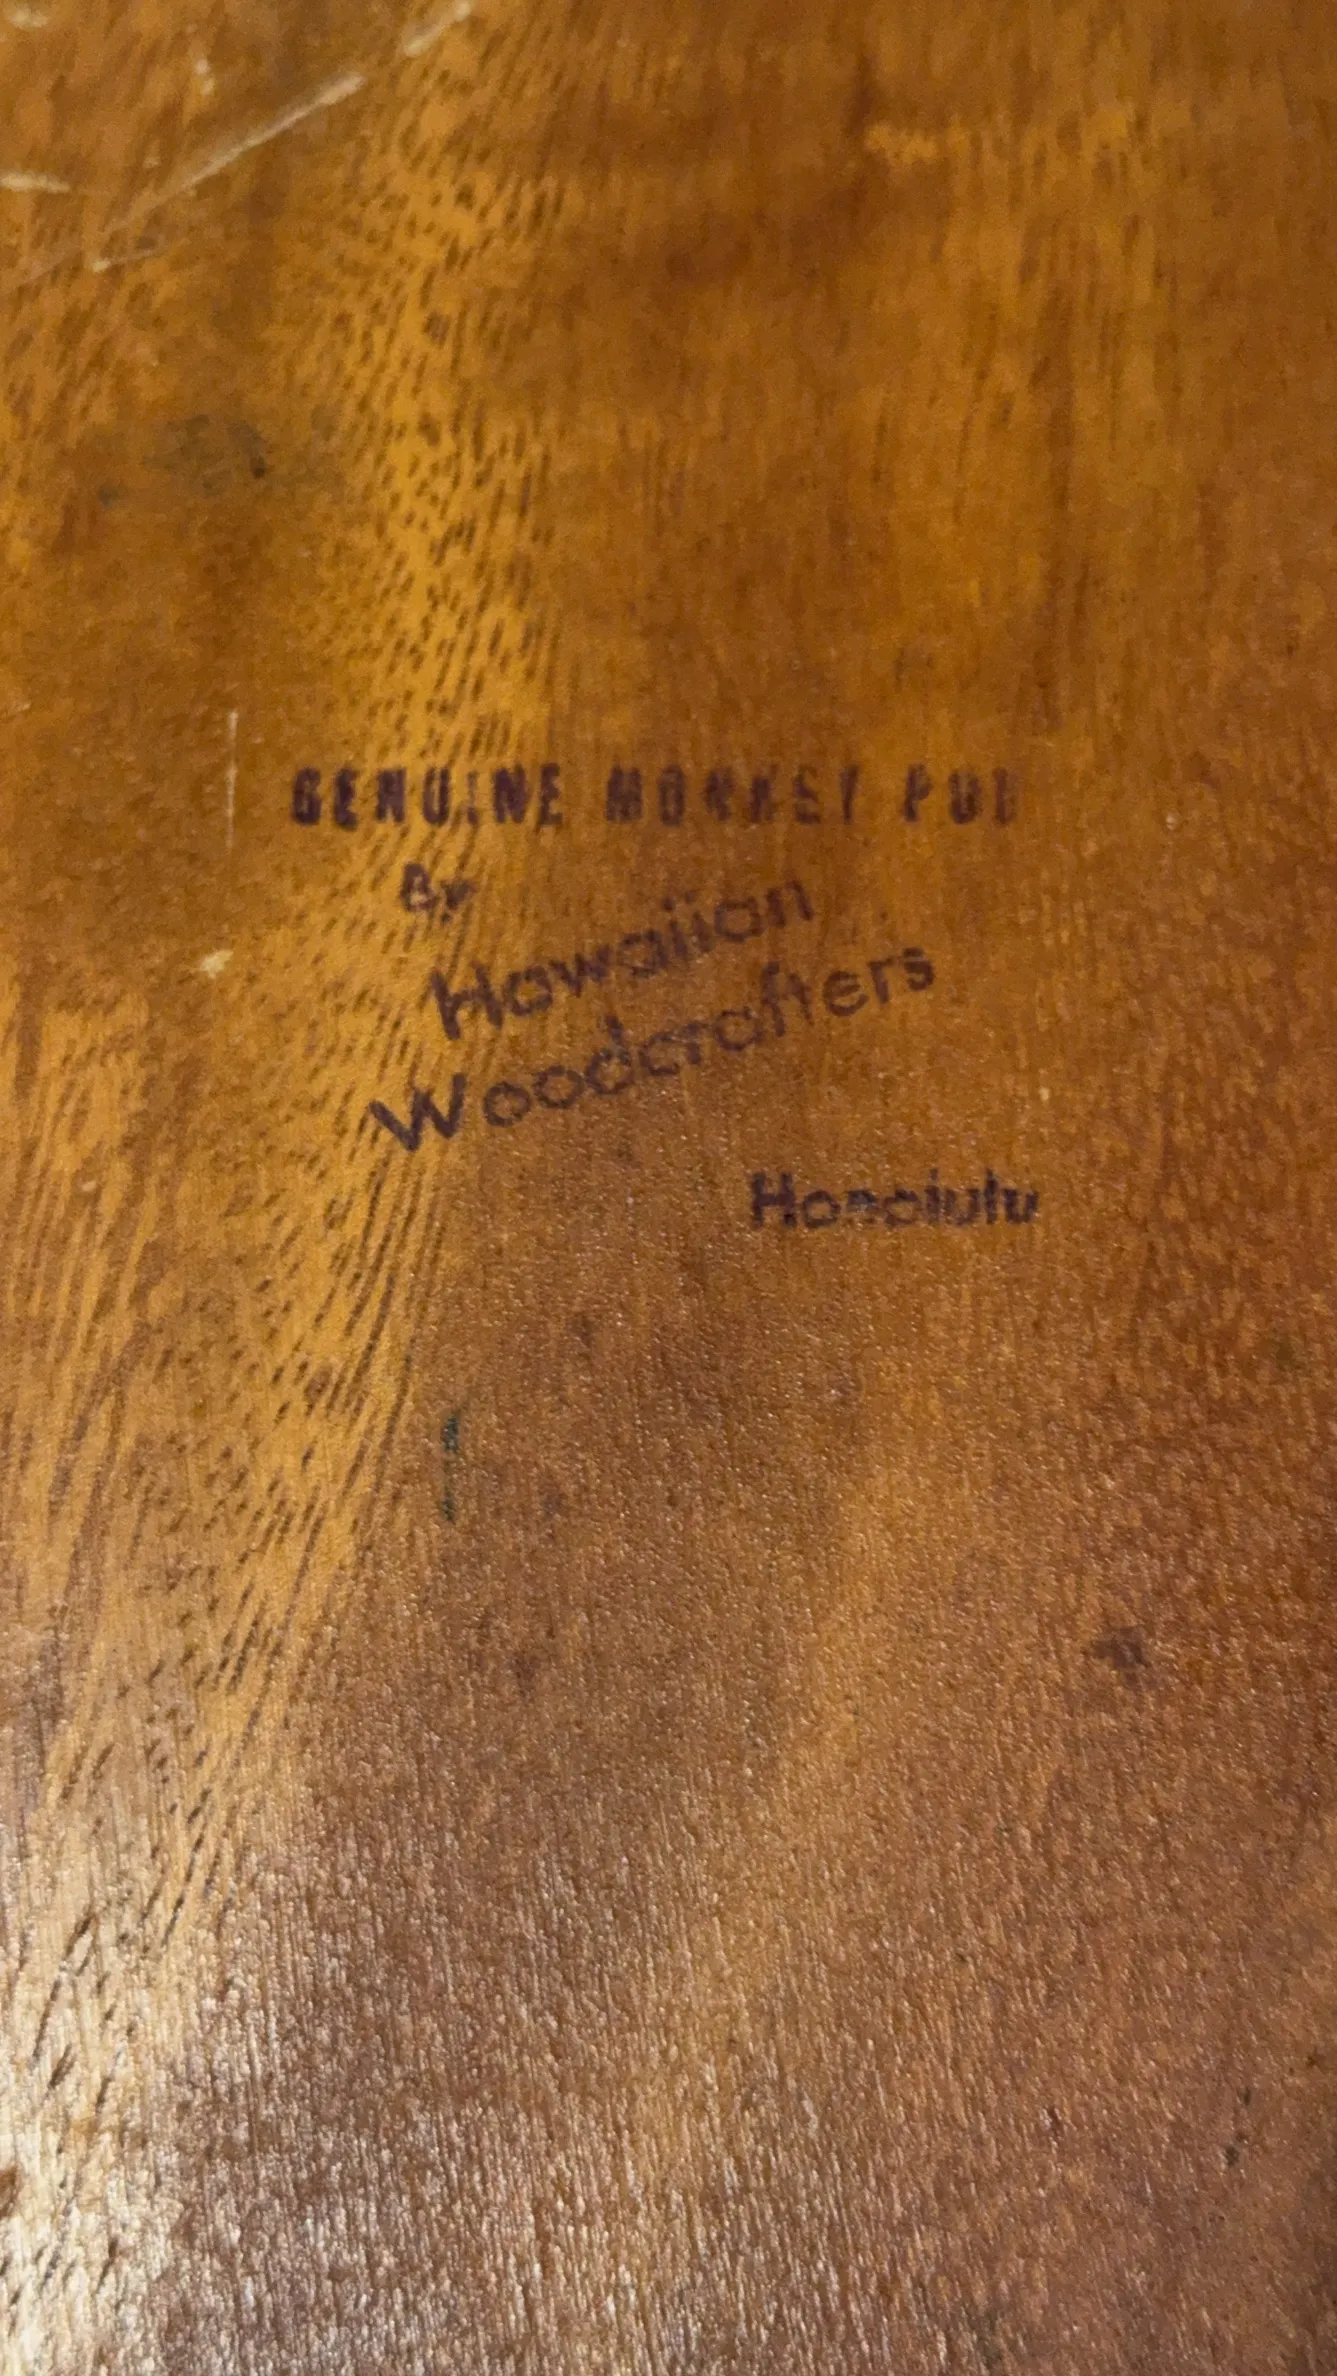 GENUINE MONKEY POD
By
Hawaiian
Woodcrafters
Honolulu